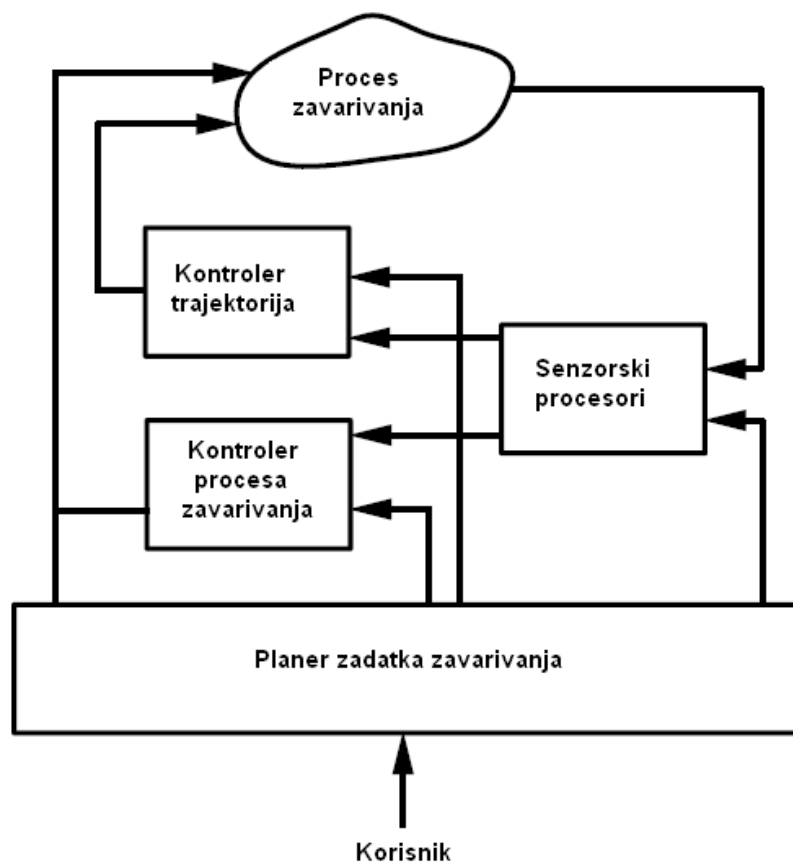 Proces
zavarivanja
Kontroler
trajektorija
Senzorski
procesori
Kontroler
procesa
zavarivanja
Planer zadatka zavarivanja
Korisnik